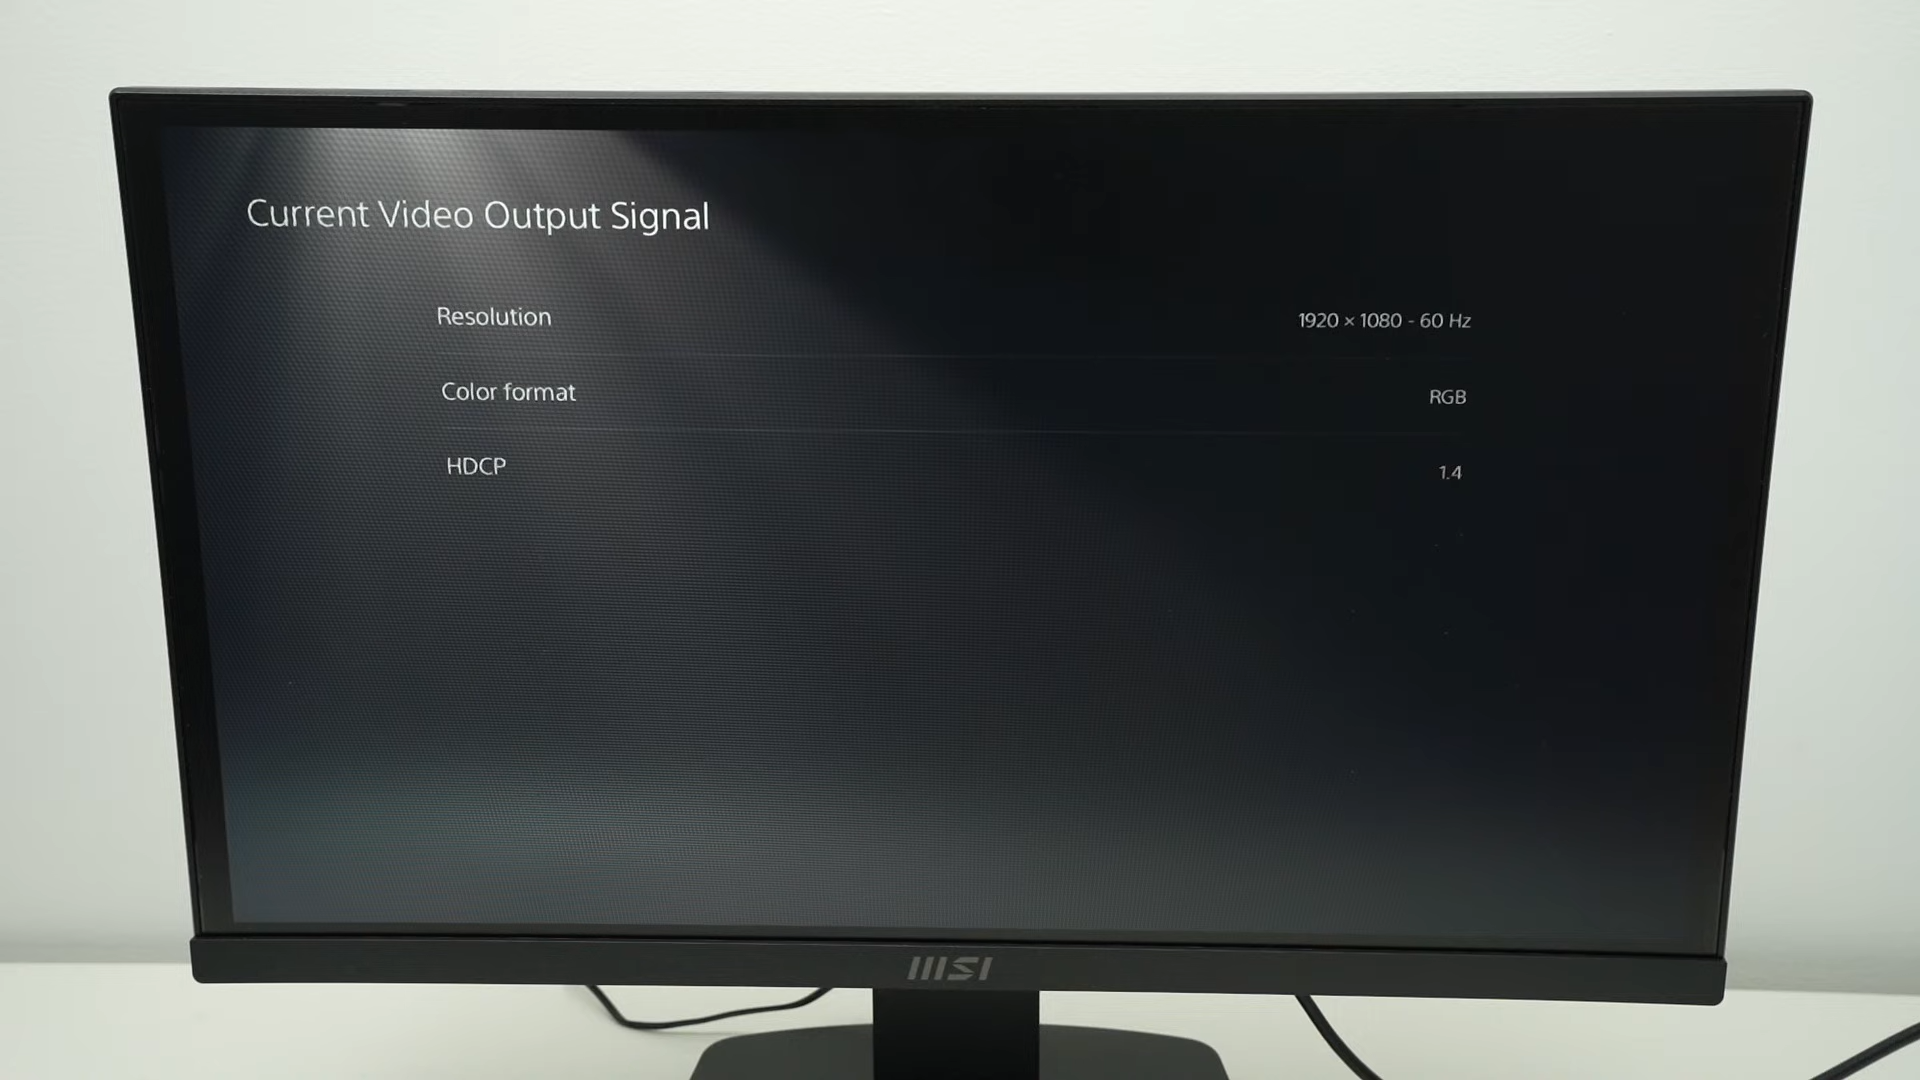 Current Video Output Signal
Resolution 1920 × 1080 - 60 Hz
Color format RGB
HDCP 1.4
msi